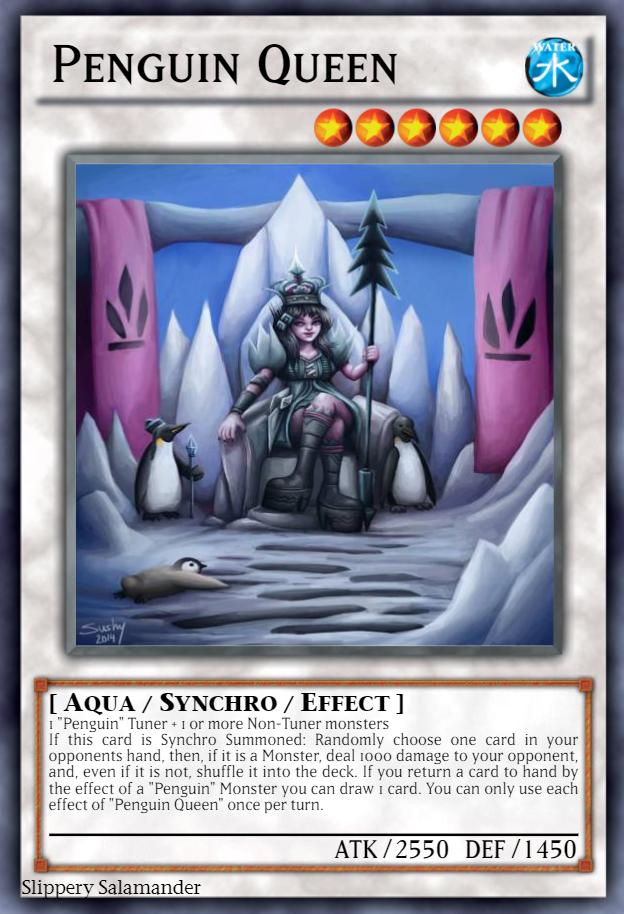 Penguin Queen
WATER
水
Sushy
2014
[ Aqua / Synchro / Effect ]
1 "Penguin" Tuner + 1 or more Non-Tuner monsters
If this card is Synchro Summoned: Randomly choose one card in your
opponents hand, then, if it is a Monster, deal 1000 damage to your opponent,
and, even if it is not, shuffle it into the deck. If you return a card to hand by
the effect of a "Penguin" Monster you can draw 1 card. You can only use each
effect of "Penguin Queen" once per turn.
ATK/2550 DEF/1450
Slippery Salamander